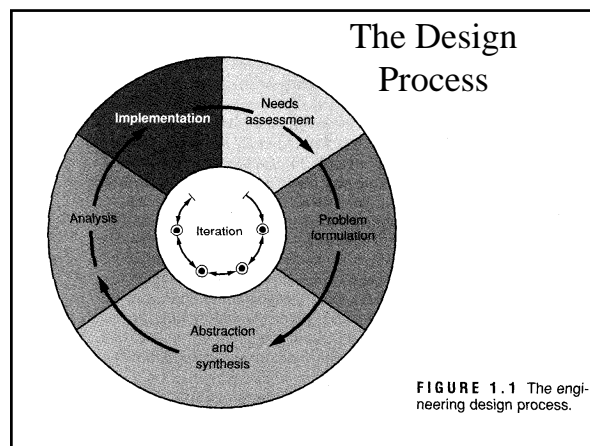 The Design
Process
Implementation
Needs
assessment
Problem
formulation
Abstraction
and
synthesis
Analysis
Iteration
FIGURE 1.1 The engi-
neering design process.